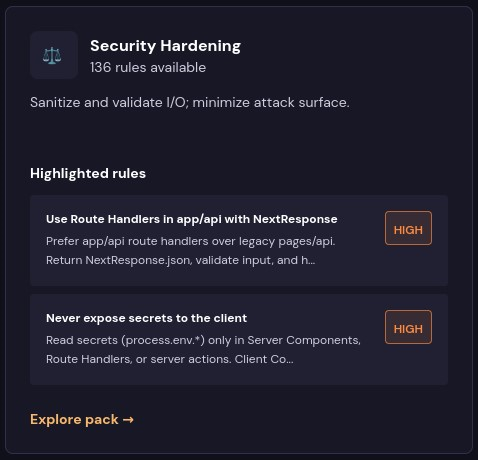 Security Hardening
136 rules available
Sanitize and validate I/O; minimize attack surface.
Highlighted rules
Use Route Handlers in app/api with NextResponse
HIGH
Prefer app/api route handlers over legacy pages/api.
Return NextResponse.json, validate input, and h...
Never expose secrets to the client
HIGH
Read secrets (process.env.*) only in Server Components,
Route Handlers, or server actions. Client Co...
Explore pack →